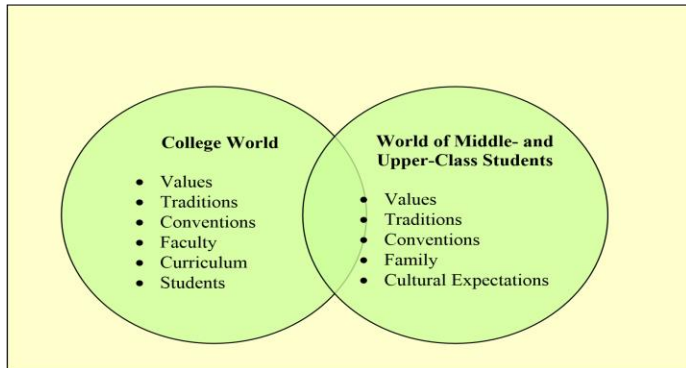 College World
• Values
• Traditions
• Conventions
• Faculty
• Curriculum
• Students
World of Middle- and
Upper-Class Students
• Values
• Traditions
• Conventions
• Family
• Cultural Expectations